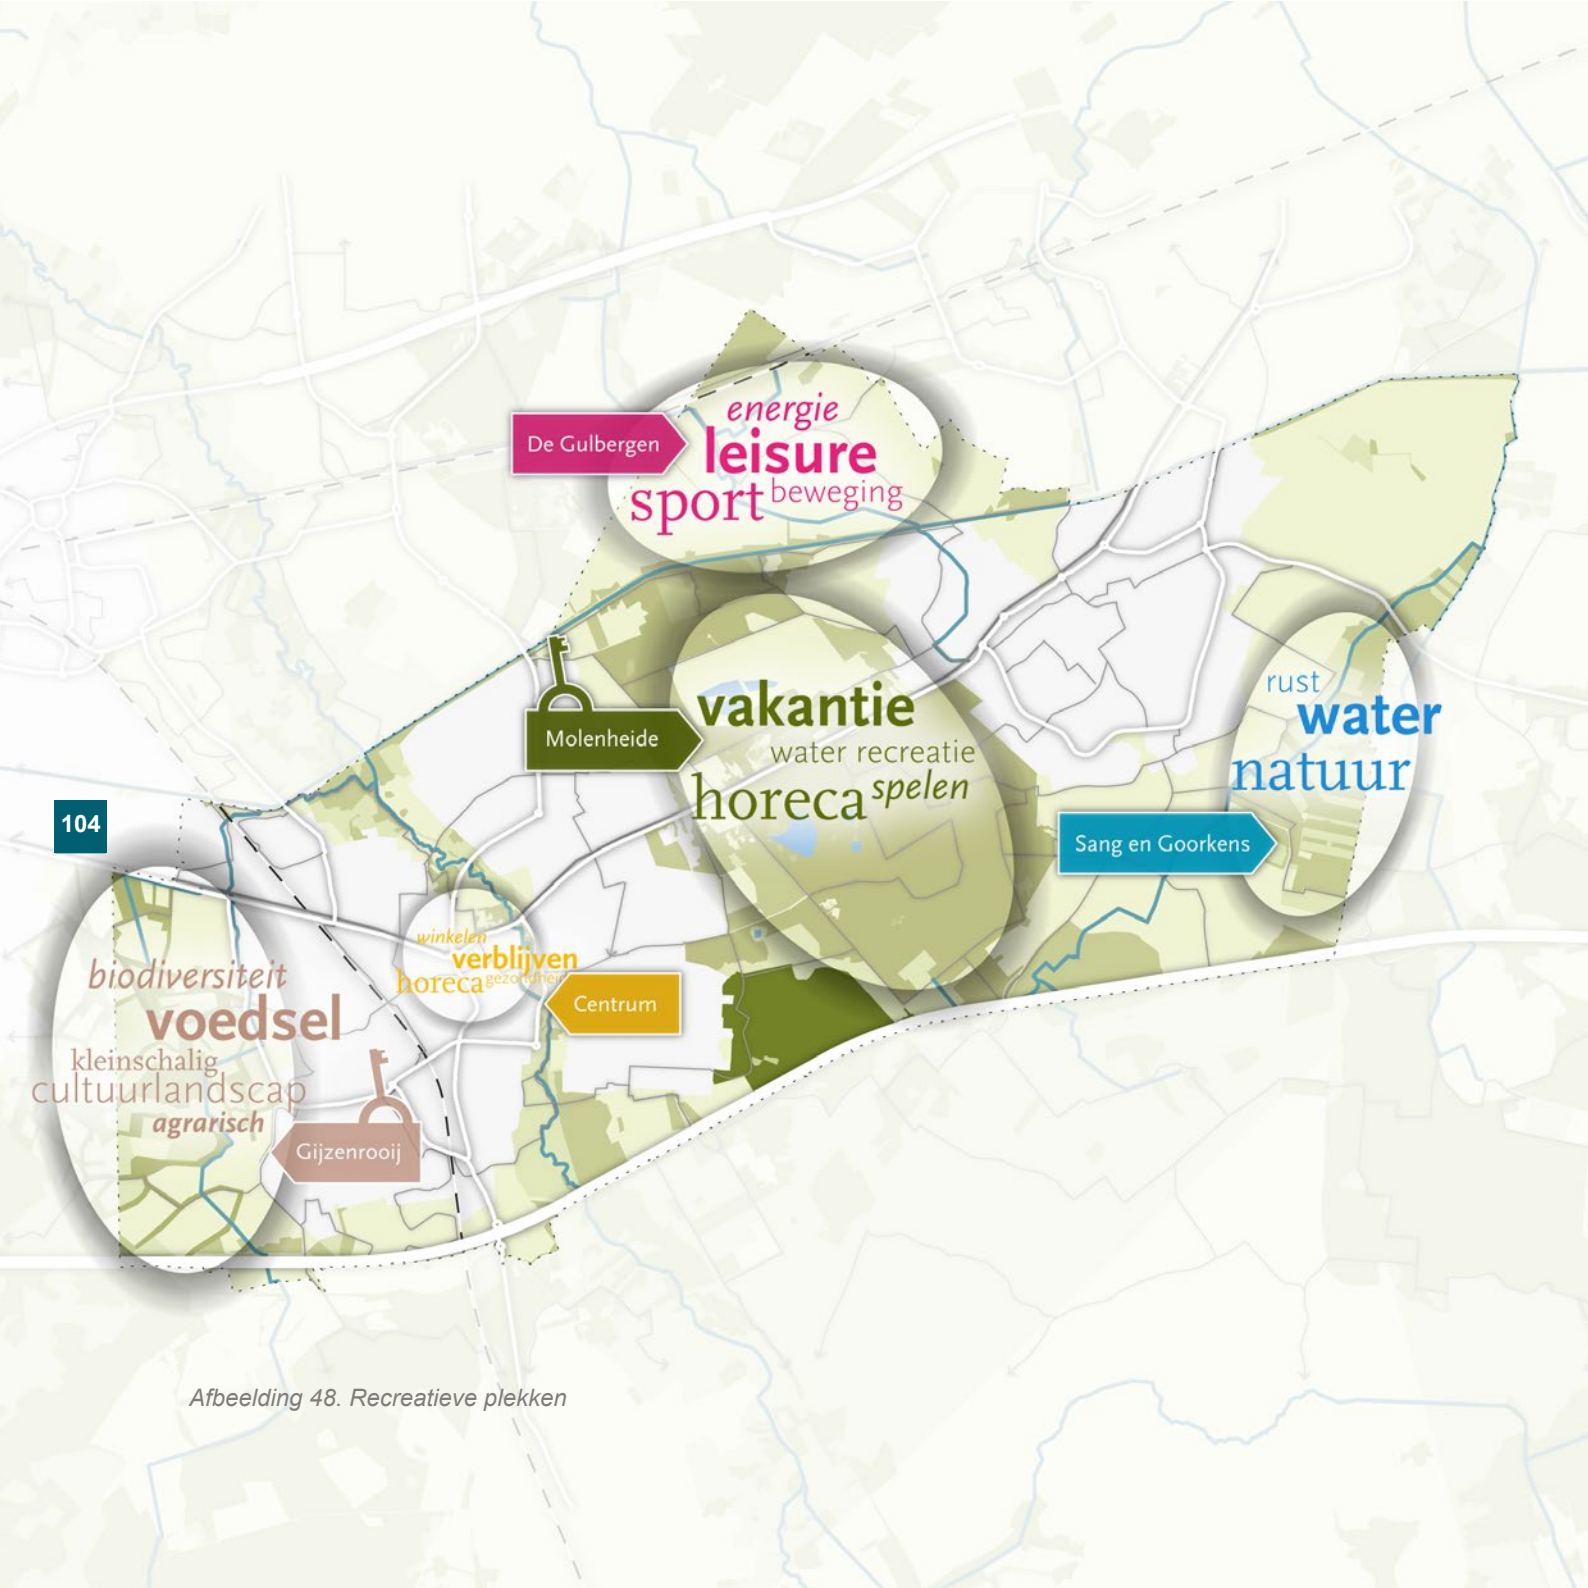 energie
De Gulbergen
leisure
sport beweging
rust
vakantie
water
Molenheide
water recreatie
natuur
horeca spelen
104
Sang en Goorkens
winkelen
verblijven
horeca gezondheid
biodiversiteit
Centrum
voedsel
kleinschalig
cultuurlandscap
agrarisch
Gijzenrooij
Afbeelding 48. Recreatieve plekken